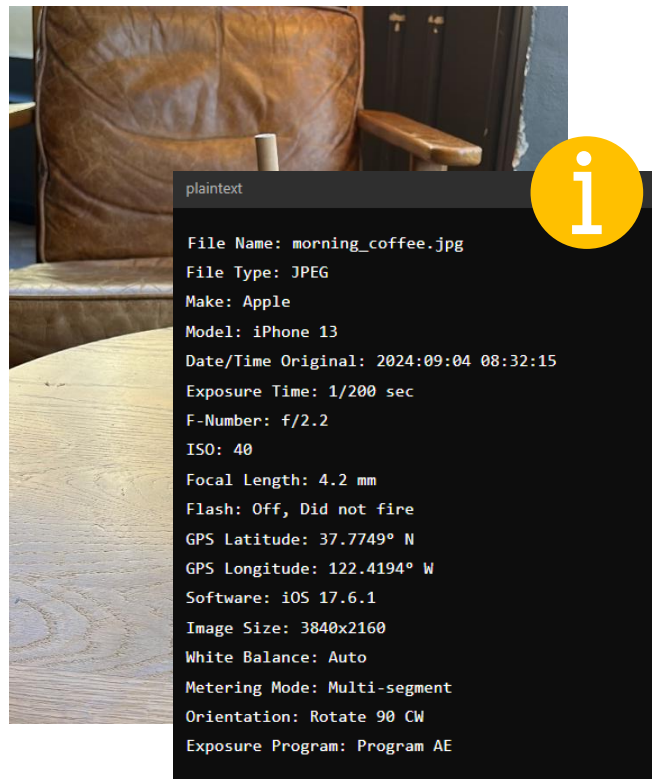 plaintext
File Name: morning_coffee.jpg
File Type: JPEG
Make: Apple
Model: iPhone 13
Date/Time Original: 2024:09:04 08:32:15
Exposure Time: 1/200 sec
F-Number: f/2.2
ISO: 40
Focal Length: 4.2 mm
Flash: Off, Did not fire
GPS Latitude: 37.7749° N
GPS Longitude: 122.4194° W
Software: iOS 17.6.1
Image Size: 3840x2160
White Balance: Auto
Metering Mode: Multi-segment
Orientation: Rotate 90 CW
Exposure Program: Program AE